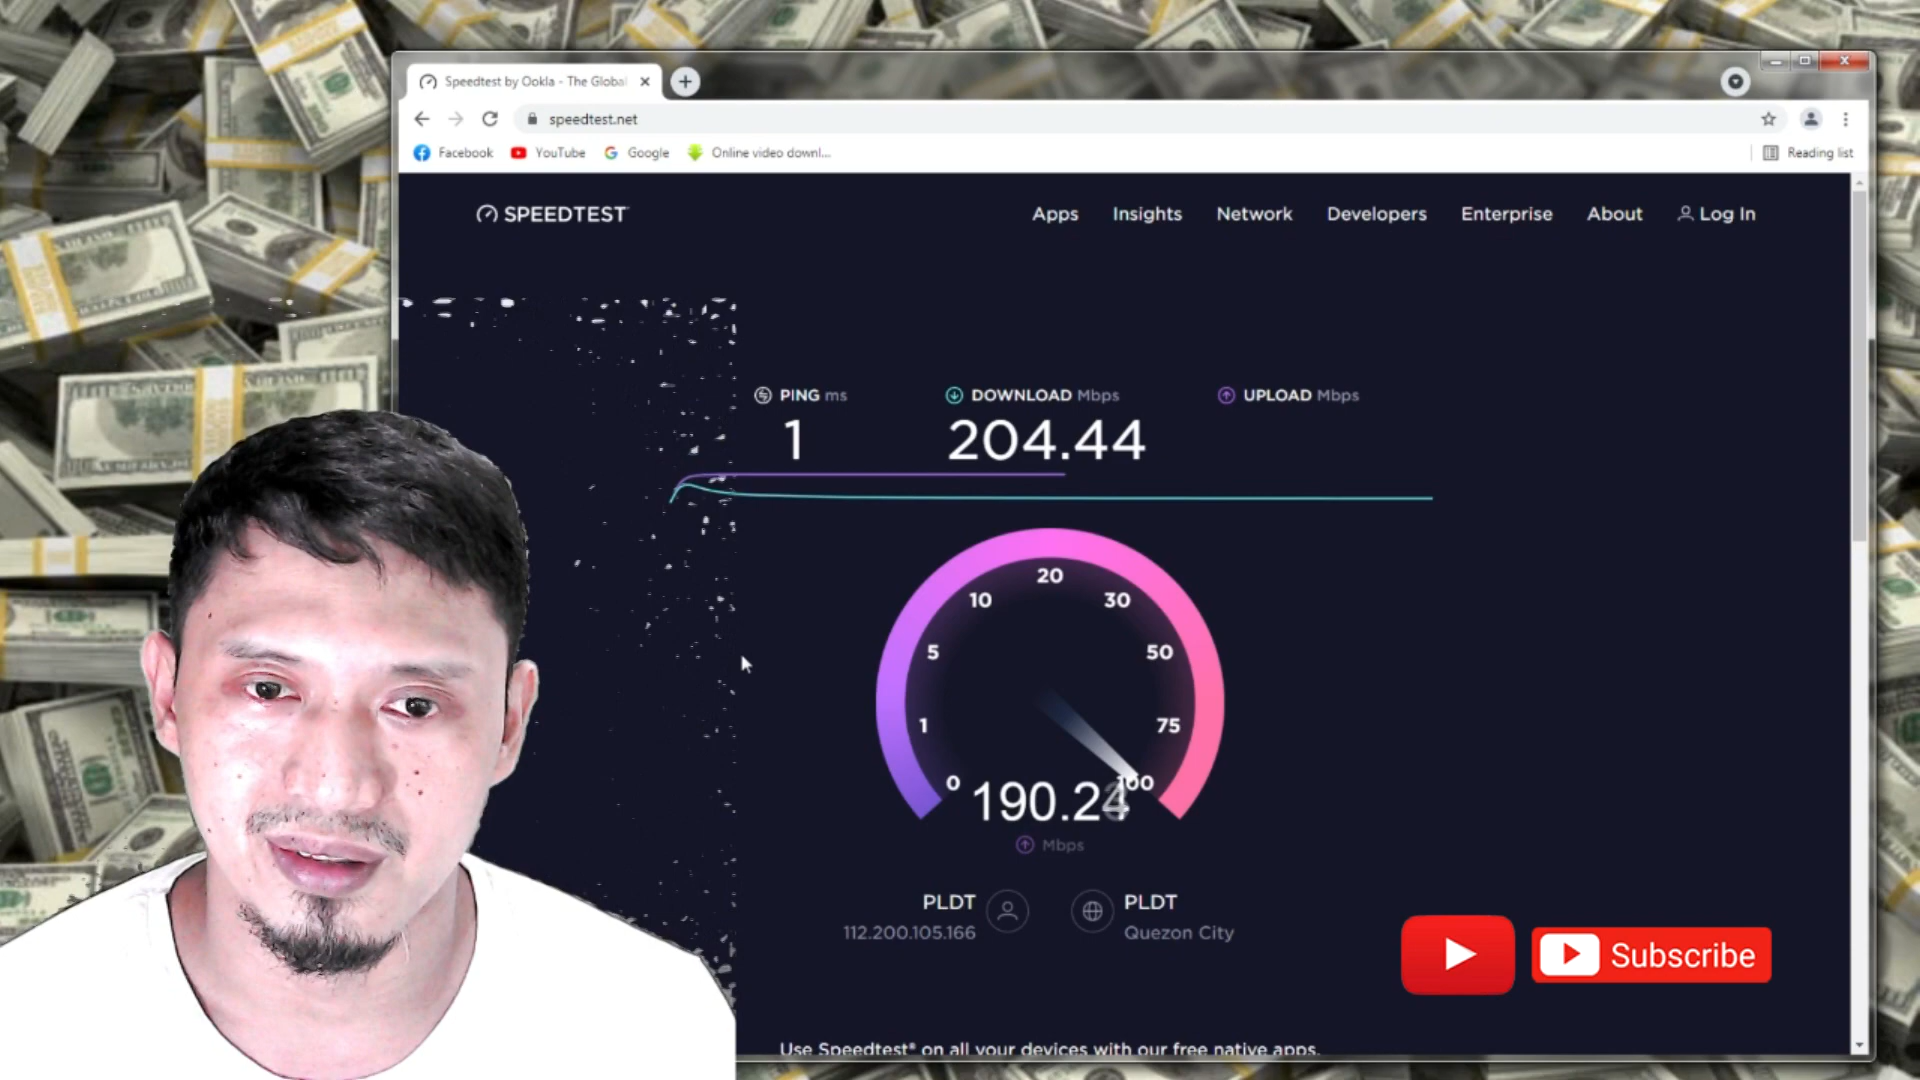 Speedtest by Ookla - The Global
speedtest.net
Facebook YouTube Google Online video downl... Reading list
SPEEDTEST Apps Insights Network Developers Enterprise About Log In
PING ms DOWNLOAD Mbps UPLOAD Mbps
1 204.44
0 1 5 10 20 30 50 75 100
190.2
Mbps
PLDT PLDT
112.200.105.166 Quezon City
Subscribe
Use Speedtest® on all your devices with our free native apps.